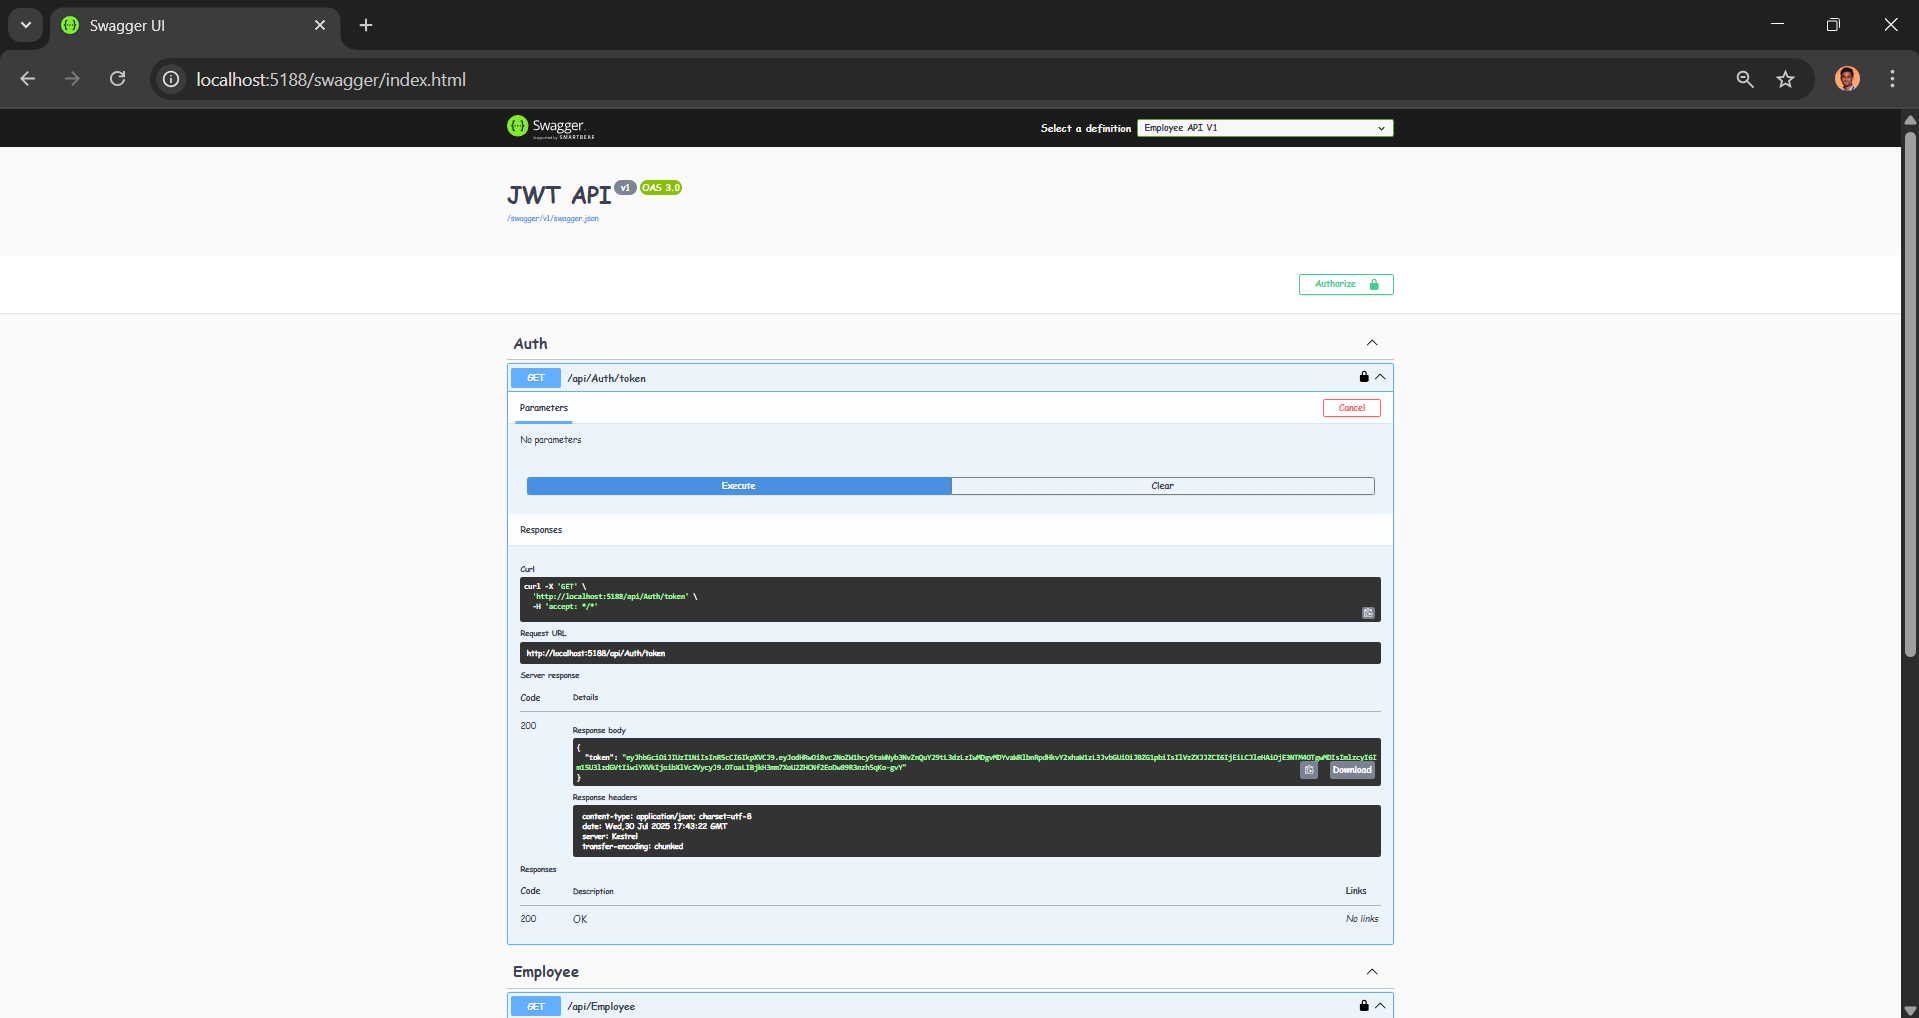 Swagger UI
localhost:5188/swagger/index.html
Swagger.
Supported by SMARTBEAR
Select a definition
Employee API V1
JWT API v1 OAS 3.0
/swagger/v1/swagger.json
Authorize
Auth
GET /api/Auth/token
Parameters
Cancel
No parameters
Execute
Clear
Responses
Curl
curl -X 'GET' \
'http://localhost:5188/api/Auth/token' \
-H 'accept: */*'
Request URL
http://localhost:5188/api/Auth/token
Server response
Code Details
200
Response body
{
"token":
Download
}
Response headers
content-type: application/json; charset=utf-8
date: Wed,30 Jul 2025 17:43:22 GMT
server: Kestrel
transfer-encoding: chunked
Responses
Code Description Links
200 OK No links
Employee
GET /api/Employee